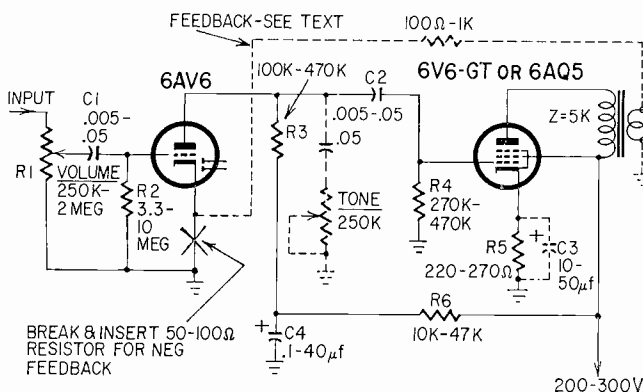 FEEDBACK-SEE TEXT
100Ω-1K
6AV6
100K-470K
C2
6V6-GT OR 6AQ5
INPUT
C1
.005-
.05
.005-.05
R3
.05
Z=5K
R1
VOLUME
250K-
2 MEG
R2
3.3-
10
MEG
TONE
250K
R4
270K-
470K
R5
220-270Ω
+
C3
10-
50μf
R6
10K-47K
BREAK & INSERT 50-100Ω
RESISTOR FOR NEG
FEEDBACK
+
C4
.1-40μf
200-300V